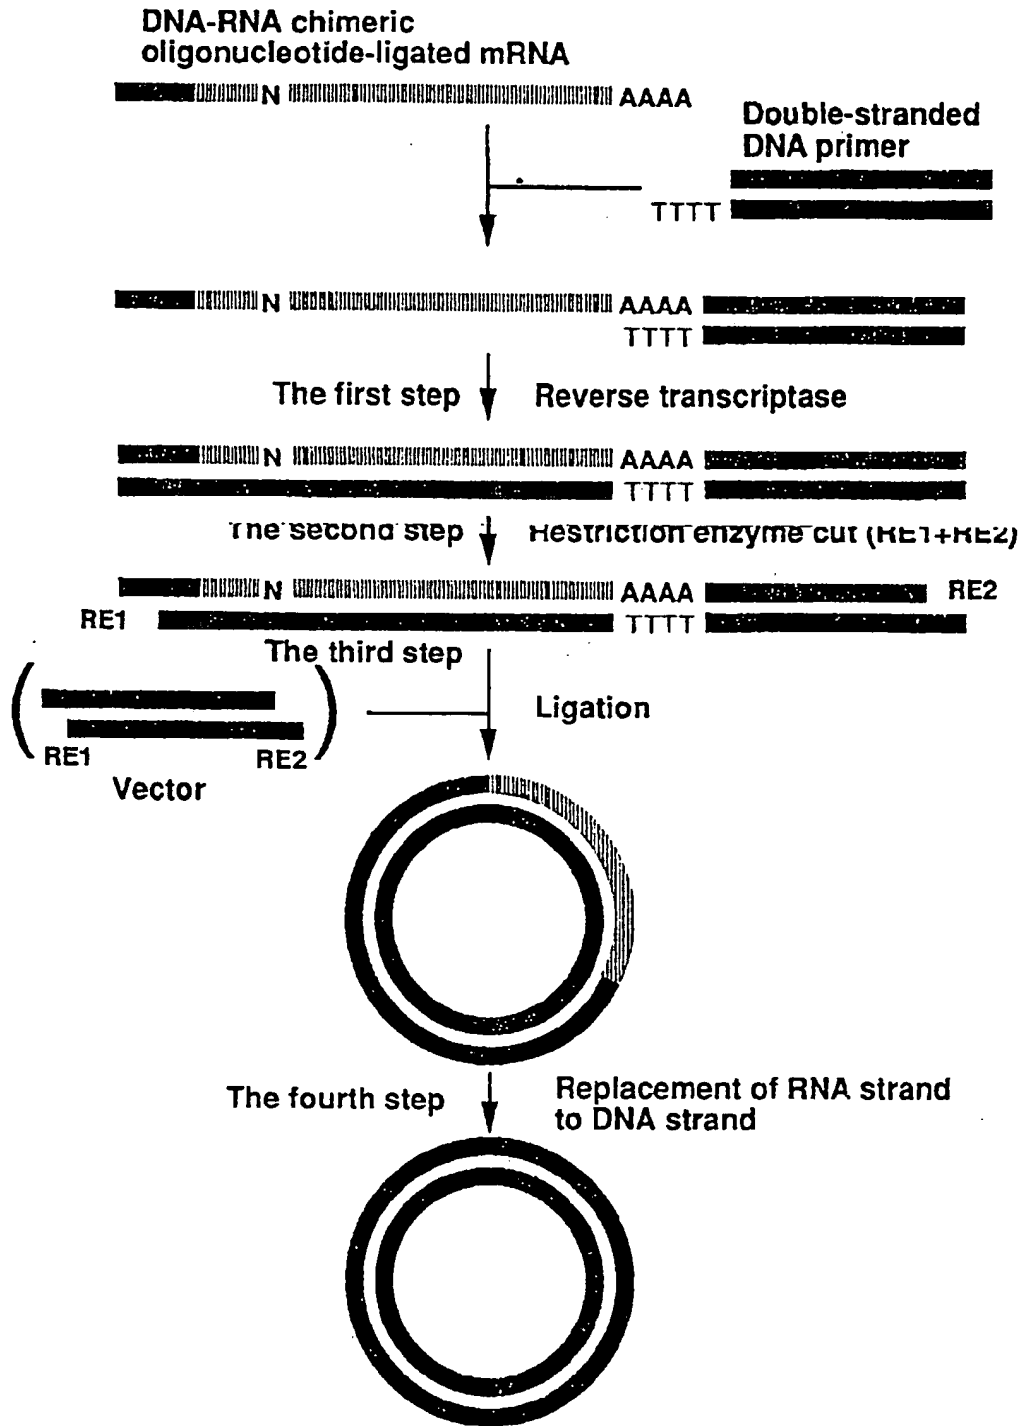 DNA-RNA chimeric
oligonucleotide-ligated mRNA
N AAAA
Double-stranded
DNA primer
TTTT
N AAAA
TTTT
The first step Reverse transcriptase
N AAAA
TTTT
The second step Restriction enzyme cut (RE1+RE2)
N AAAA RE2
RE1 TTTT
The third step
Ligation
RE1 RE2
Vector
The fourth step
Replacement of RNA strand
to DNA strand